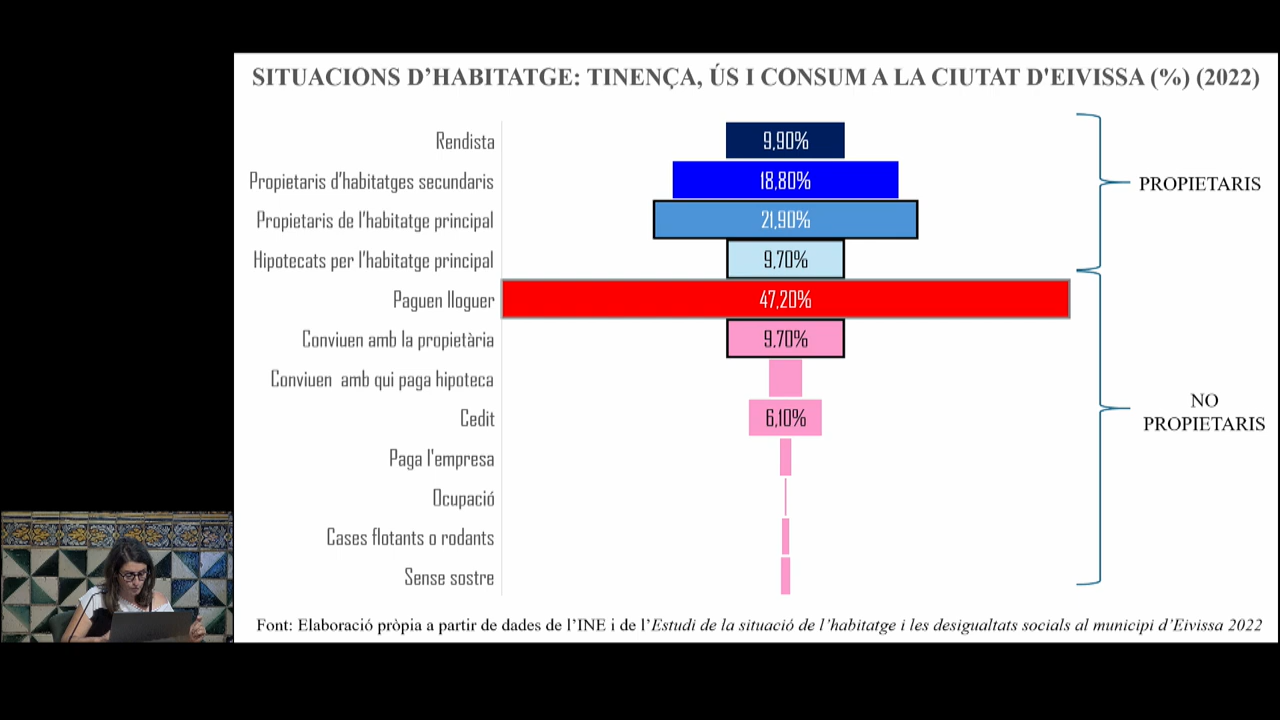 SITUACIONS D’HABITATGE: TINENÇA, ÚS I CONSUM A LA CIUTAT D'EIVISSA (%) (2022)
Rendista
9,90%
Propietaris d’habitatges secundaris
18,80%
PROPIETARIS
Propietaris de l’habitatge principal
21,90%
Hipotecats per l’habitatge principal
9,70%
Paguen lloguer
47,20%
Conviuen amb la propietària
9,70%
Conviuen amb qui paga hipoteca
NO
PROPIETARIS
Cedit
6,10%
Paga l'empresa
Ocupació
Cases flotants o rodants
Sense sostre
Font: Elaboració pròpia a partir de dades de l’INE i de l’Estudi de la situació de l’habitatge i les desigualtats socials al municipi d’Eivissa 2022